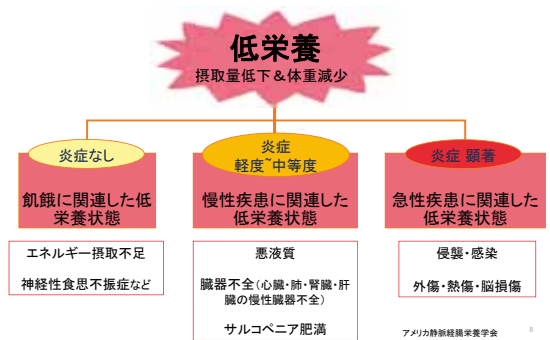 低栄養
摂取量低下&体重減少
炎症なし
飢餓に関連した低
栄養状態
エネルギー摂取不足
神経性食思不振症など
炎症
軽度~中等度
慢性疾患に関連した
低栄養状態
悪液質
臓器不全(心臓・肺・腎臓・肝
臓の慢性臓器不全)
サルコペニア肥満
炎症 顕著
急性疾患に関連した
低栄養状態
侵襲・感染
外傷・熱傷・脳損傷
アメリカ静脈経腸栄養学会
8